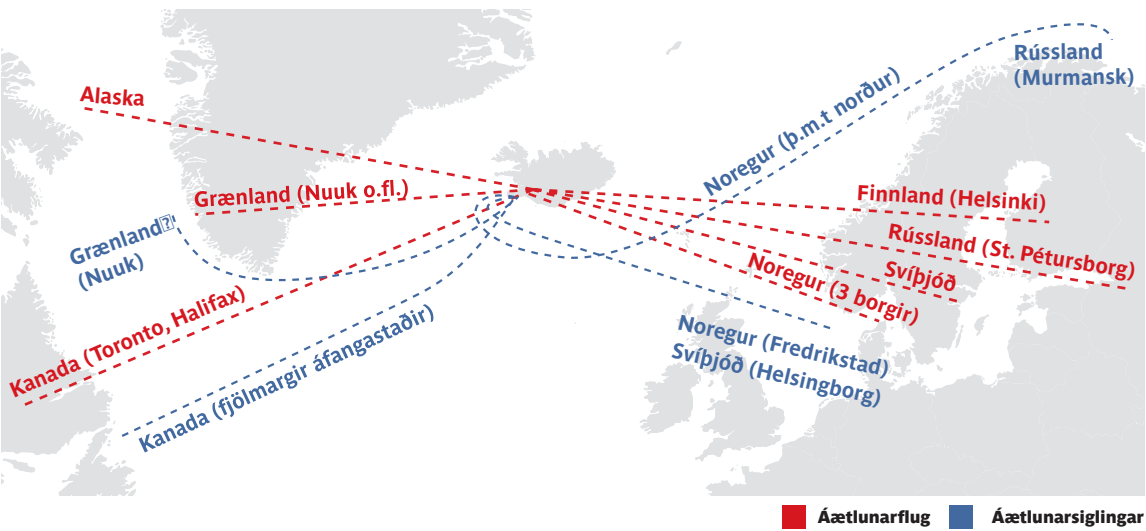 Alaska
Grænland (Nuuk o.fl.)
Grænland
(Nuuk)
Kanada (Toronto, Halifax)
Kanada (fjölmargir áfangastaðir)
Rússland
(Murmansk)
Noregur (þ.m.t norður)
Finnland (Helsinki)
Rússland (St. Pétursborg)
Svíþjóð
Noregur (3 borgir)
Noregur (Fredrikstad)
Svíþjóð (Helsingborg)
Áætlunarflug
Áætlunarsiglingar